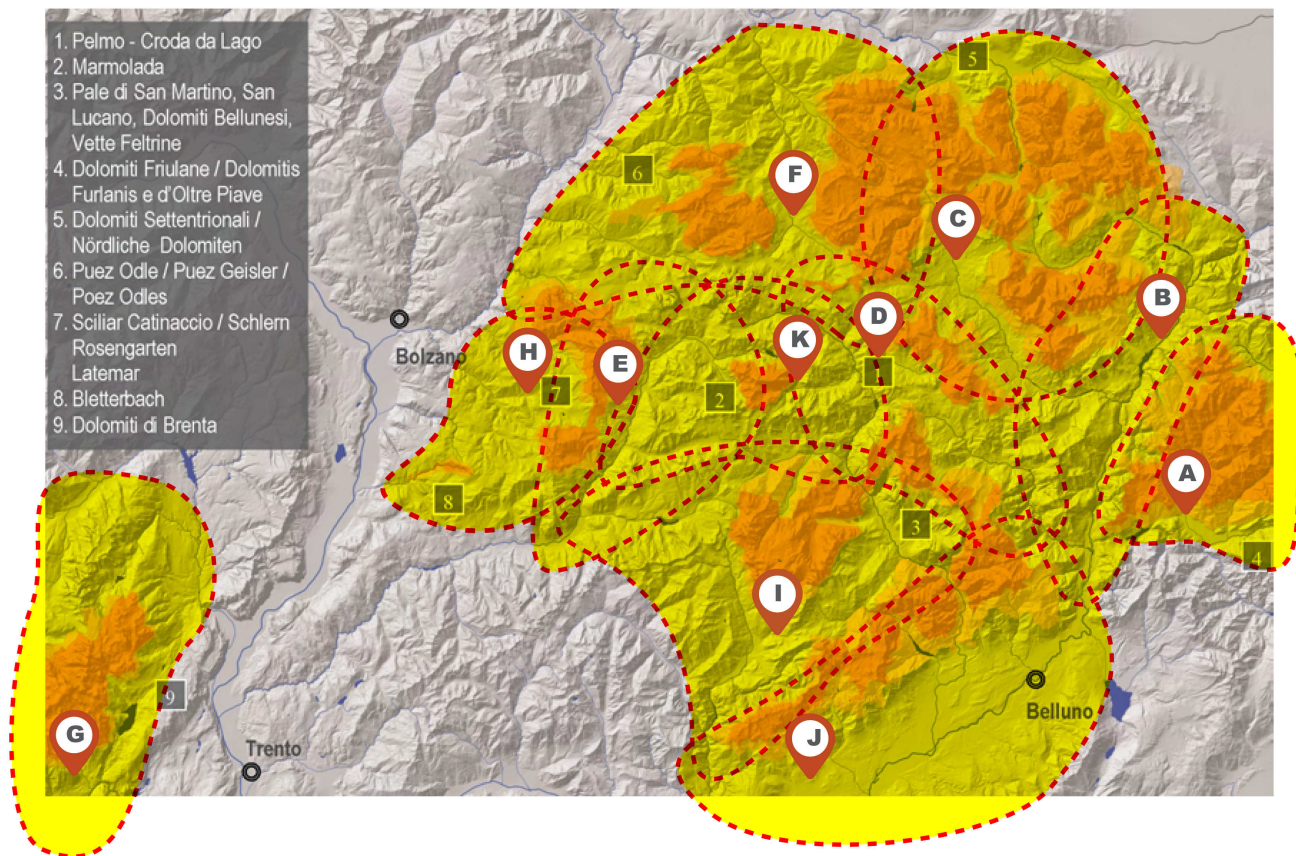 1. Pelmo - Croda da Lago
2. Marmolada
3. Pale di San Martino, San
Lucano, Dolomiti Bellunesi,
Vette Feltrine
4. Dolomiti Friulane / Dolomitis
Furlanis e d'Oltre Piave
5. Dolomiti Settentrionali /
Nördliche Dolomiten
6. Puez Odle / Puez Geisler /
Poez Odles
7. Sciliar Catinaccio / Schlern
Rosengarten
Latemar
8. Bletterbach
9. Dolomiti di Brenta
5
6
F
C
B
Bolzano
H
E
K
D
1
7
2
A
8
3
4
I
9
G
J
Belluno
Trento